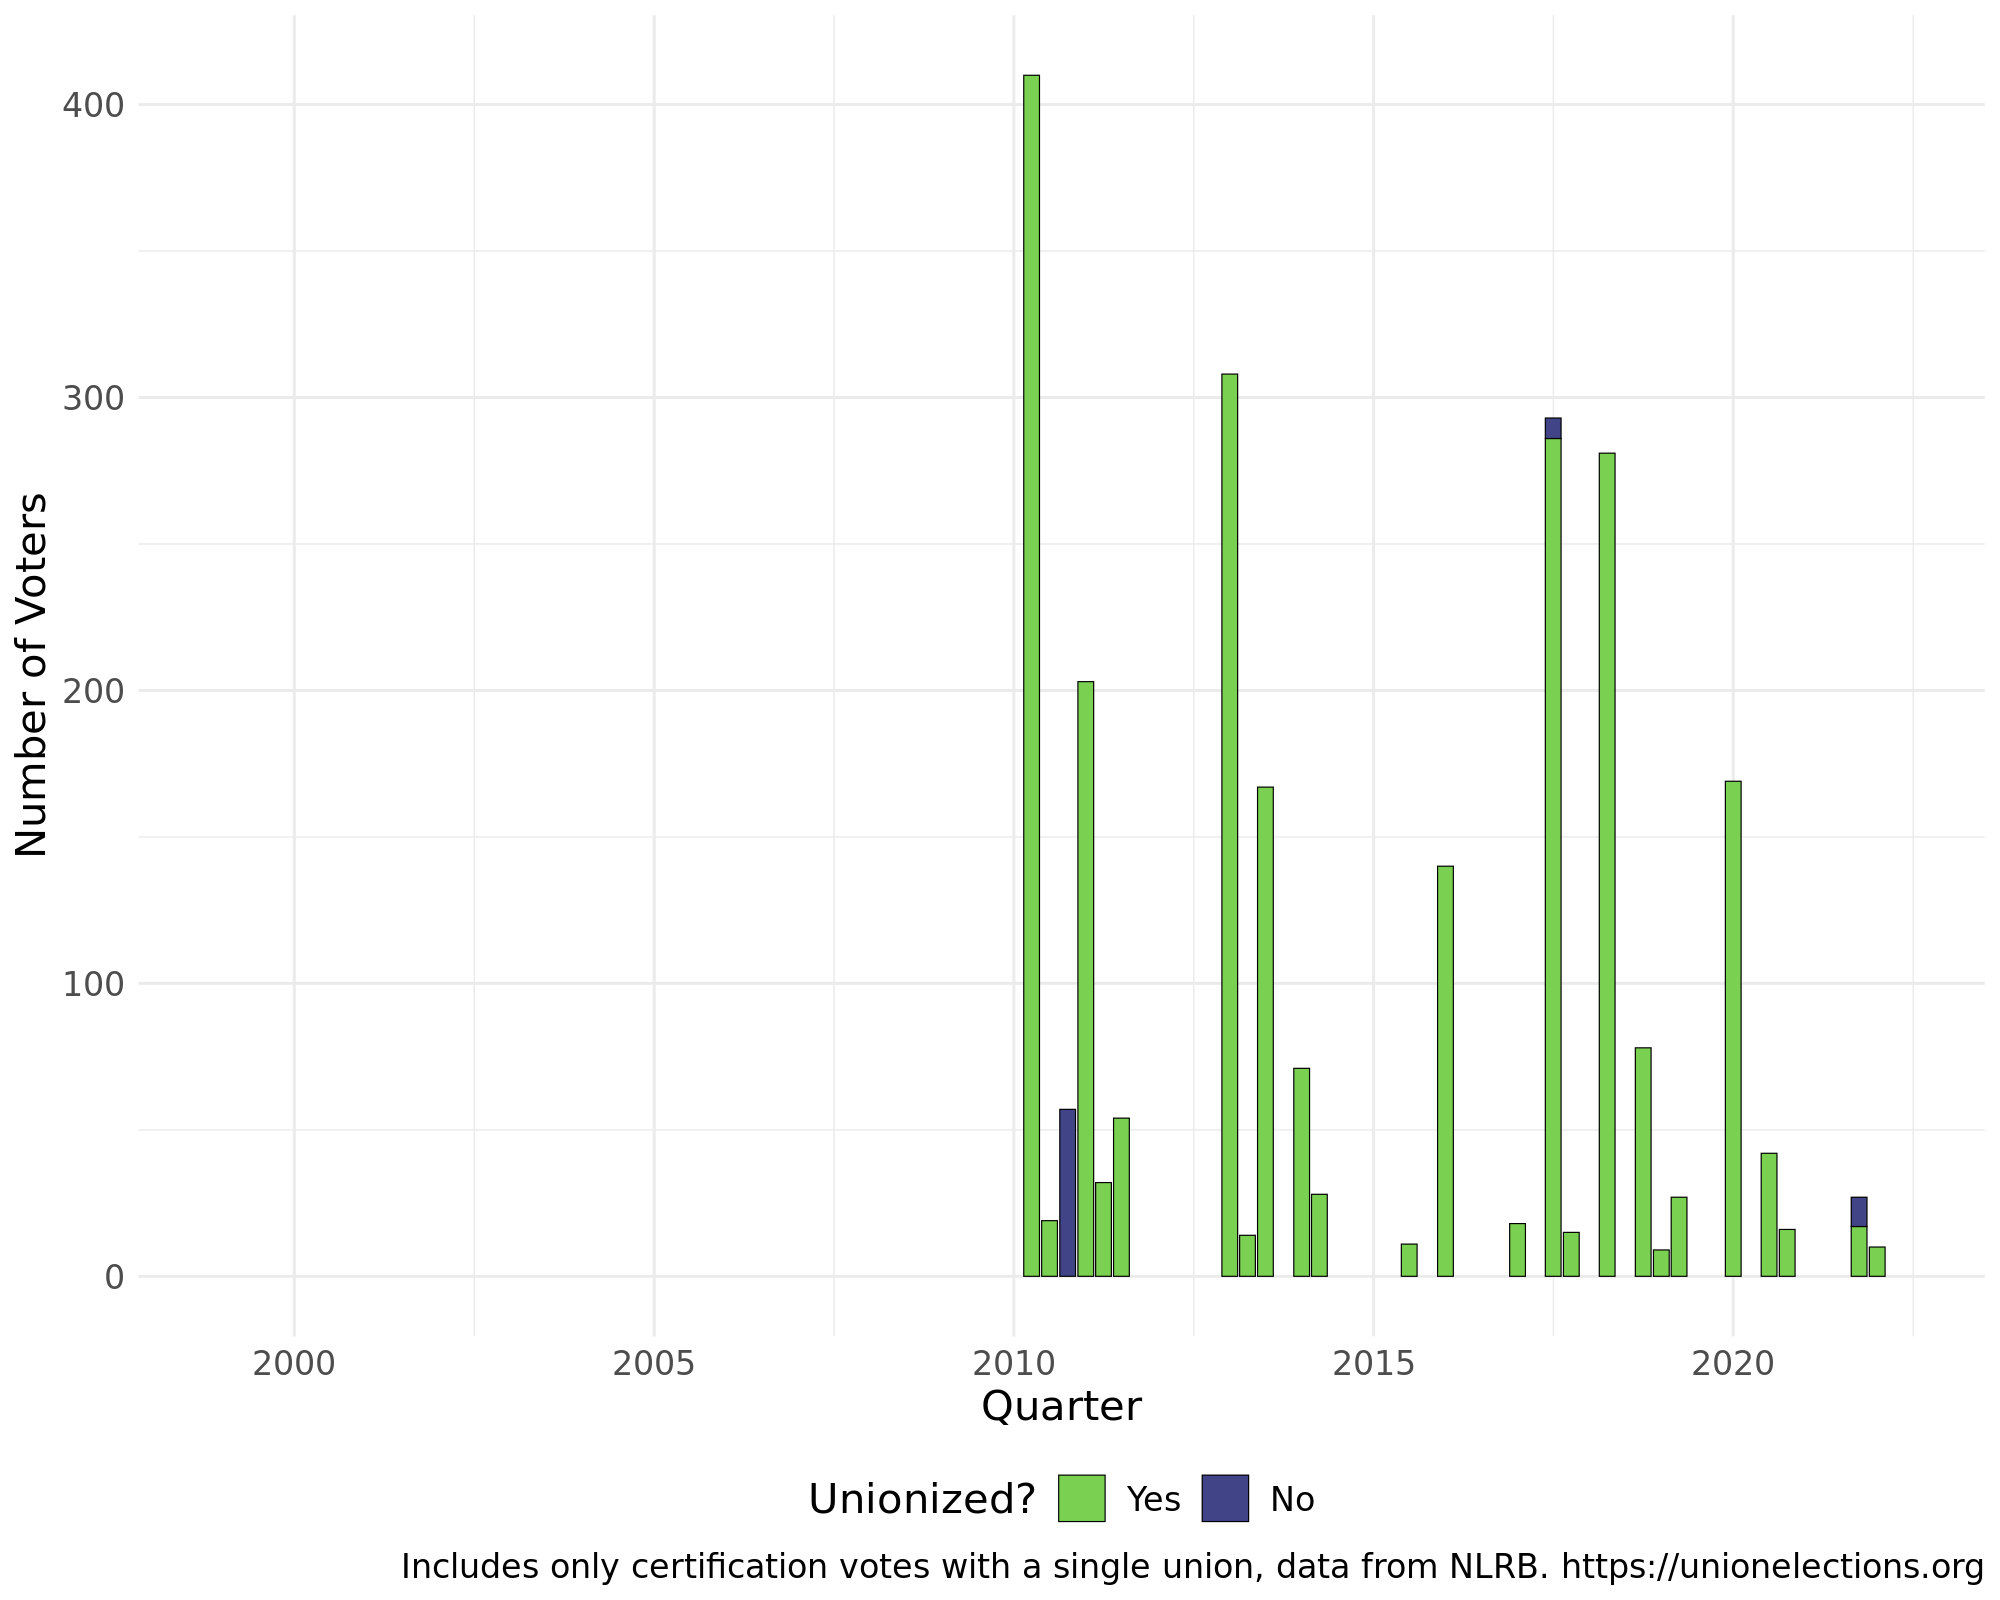 400
300
200
100
0
Number of Voters
2000 2005 2010 2015 2020
Quarter
Unionized? Yes No
Includes only certification votes with a single union, data from NLRB. https://unionelections.org